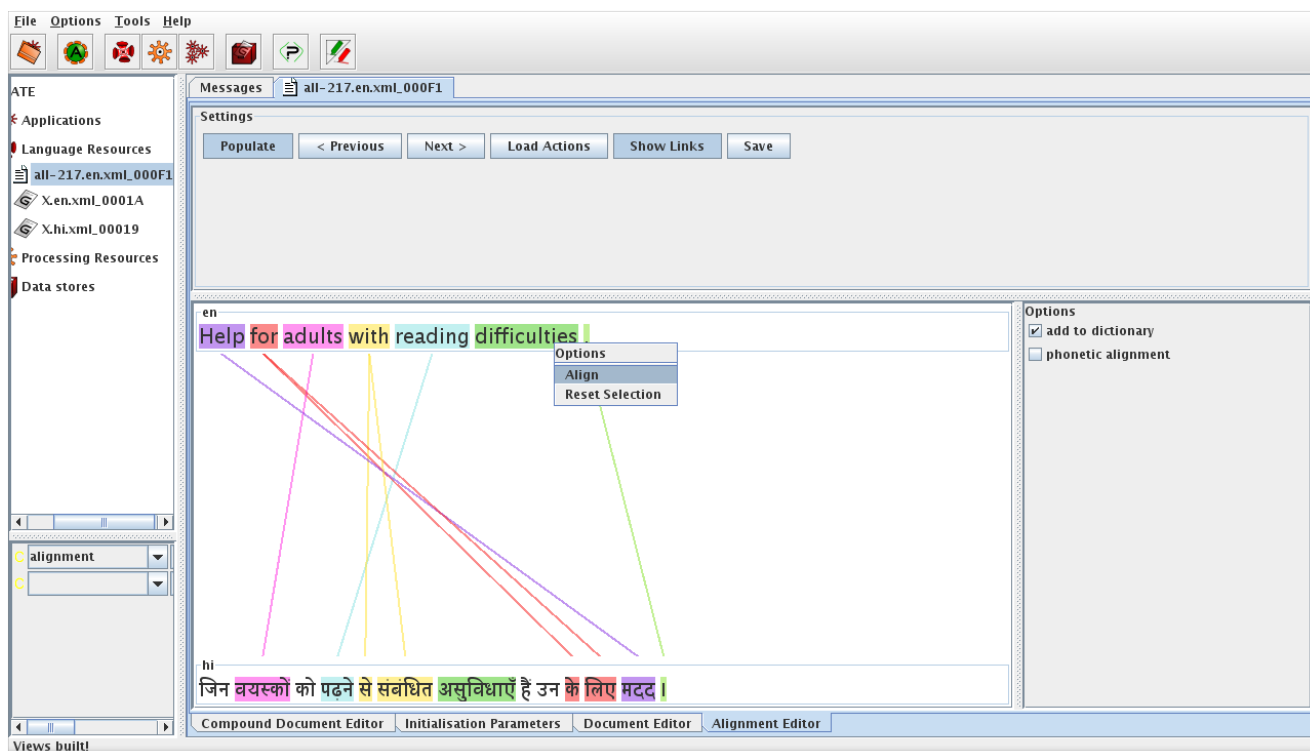 File Options Tools Help
Messages all-217.en.xml_000F1
ATE
Applications
Language Resources
all-217.en.xml_000F1
X.en.xml_0001A
X.hi.xml_00019
Processing Resources
Data stores
alignment
Settings
Populate < Previous Next > Load Actions Show Links Save
en
Help for adults with reading difficulties .
Options
Align
Reset Selection
hi
जिन वयस्कों को पढ़ने से संबंधित असुविधाएँ हैं उन के लिए मदद ।
Options
add to dictionary
phonetic alignment
Compound Document Editor Initialisation Parameters Document Editor Alignment Editor
Views built!